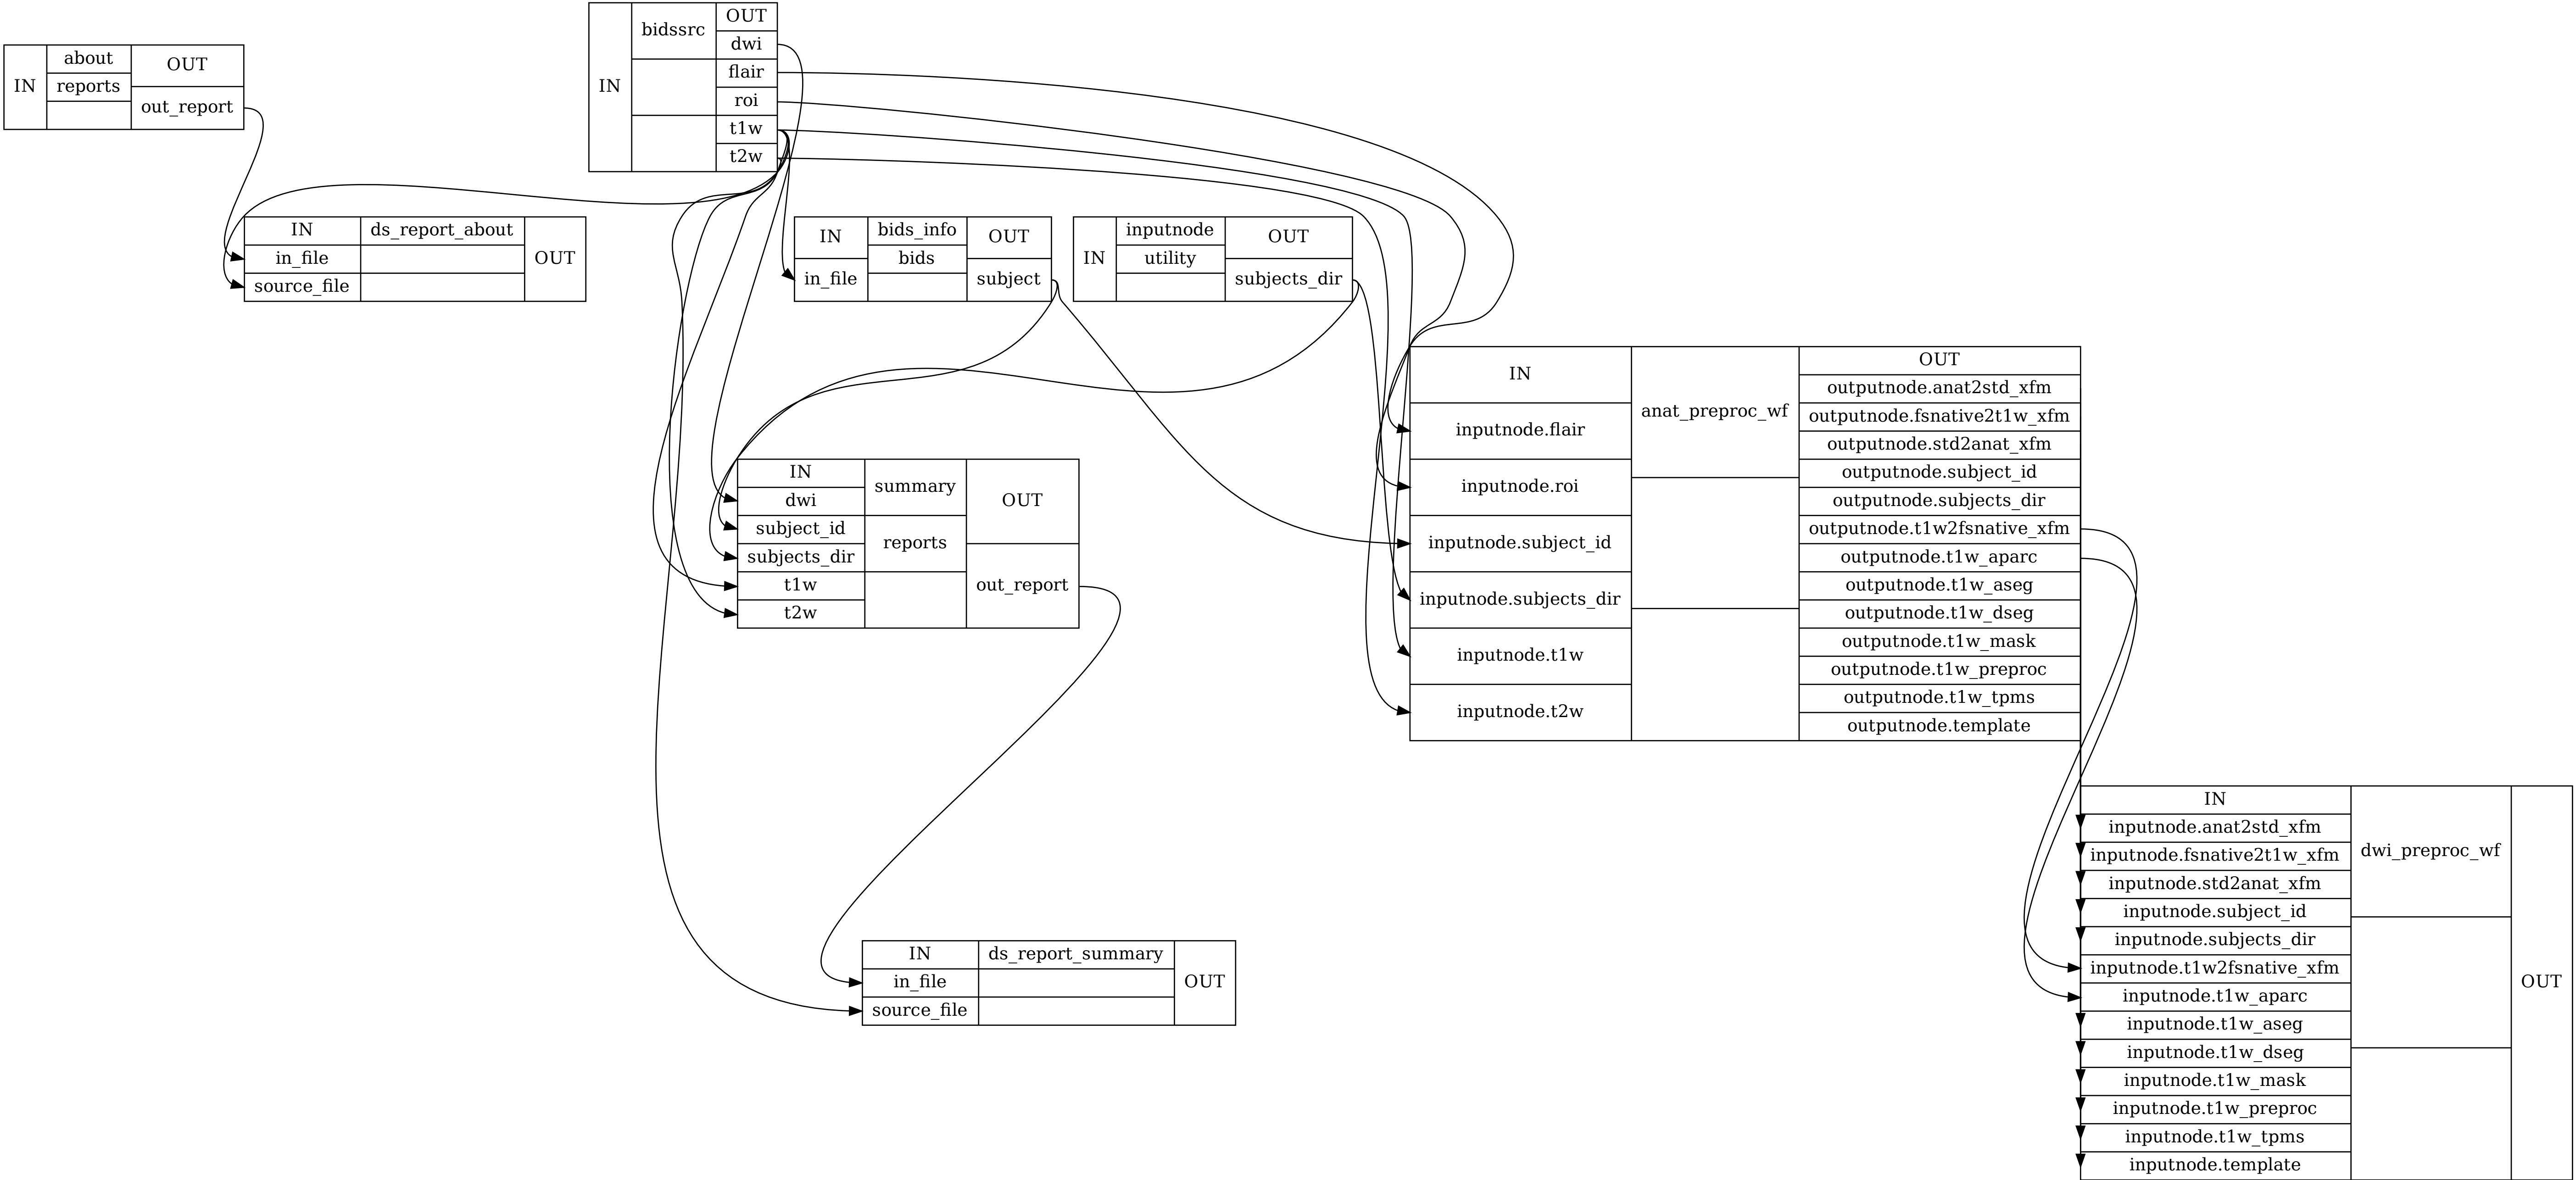 about
IN
reports
OUT
out_report
bidssrc
IN
OUT
dwi
flair
roi
t1w
t2w
IN
in_file
source_file
ds_report_about
OUT
IN
in_file
bids_info
bids
OUT
subject
IN
inputnode
utility
OUT
subjects_dir
IN
inputnode.flair
inputnode.roi
inputnode.subject_id
inputnode.subjects_dir
inputnode.t1w
inputnode.t2w
anat_preproc_wf
OUT
outputnode.anat2std_xfm
outputnode.fsnative2t1w_xfm
outputnode.std2anat_xfm
outputnode.subject_id
outputnode.subjects_dir
outputnode.t1w2fsnative_xfm
outputnode.t1w_aparc
outputnode.t1w_aseg
outputnode.t1w_dseg
outputnode.t1w_mask
outputnode.t1w_preproc
outputnode.t1w_tpms
outputnode.template
IN
dwi
subject_id
subjects_dir
t1w
t2w
summary
reports
OUT
out_report
IN
in_file
source_file
ds_report_summary
OUT
IN
inputnode.anat2std_xfm
inputnode.fsnative2t1w_xfm
inputnode.std2anat_xfm
inputnode.subject_id
inputnode.subjects_dir
inputnode.t1w2fsnative_xfm
inputnode.t1w_aparc
inputnode.t1w_aseg
inputnode.t1w_dseg
inputnode.t1w_mask
inputnode.t1w_preproc
inputnode.t1w_tpms
inputnode.template
dwi_preproc_wf
OUT